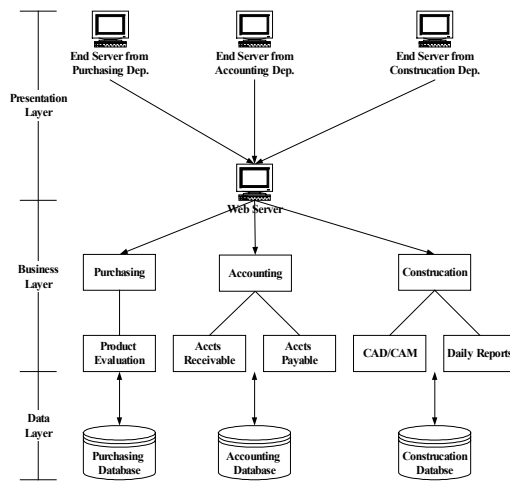 End Server from
Purchasing Dep.
End Server from
Accounting Dep.
End Server from
Construcation Dep.
Presentation
Layer
Web Server
Business
Layer
Purchasing
Accounting
Construcation
Product
Evaluation
Accts
Receivable
Accts
Payable
CAD/CAM
Daily Reports
Data
Layer
Purchasing
Database
Accounting
Database
Construcation
Databse